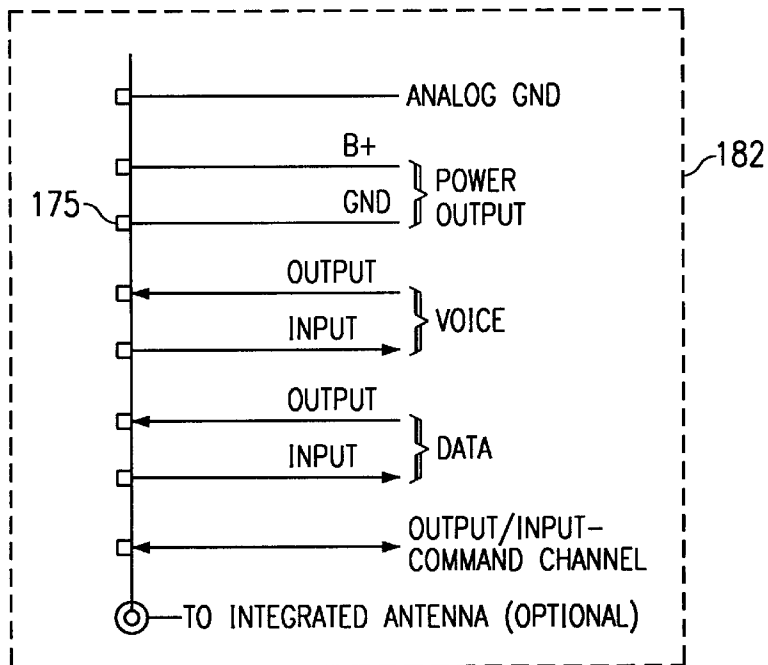 ANALOG GND
B+
182
POWER
175
GND
OUTPUT
OUTPUT
VOICE
INPUT
OUTPUT
DATA
INPUT
OUTPUT/INPUT-
COMMAND CHANNEL
TO INTEGRATED ANTENNA (OPTIONAL)